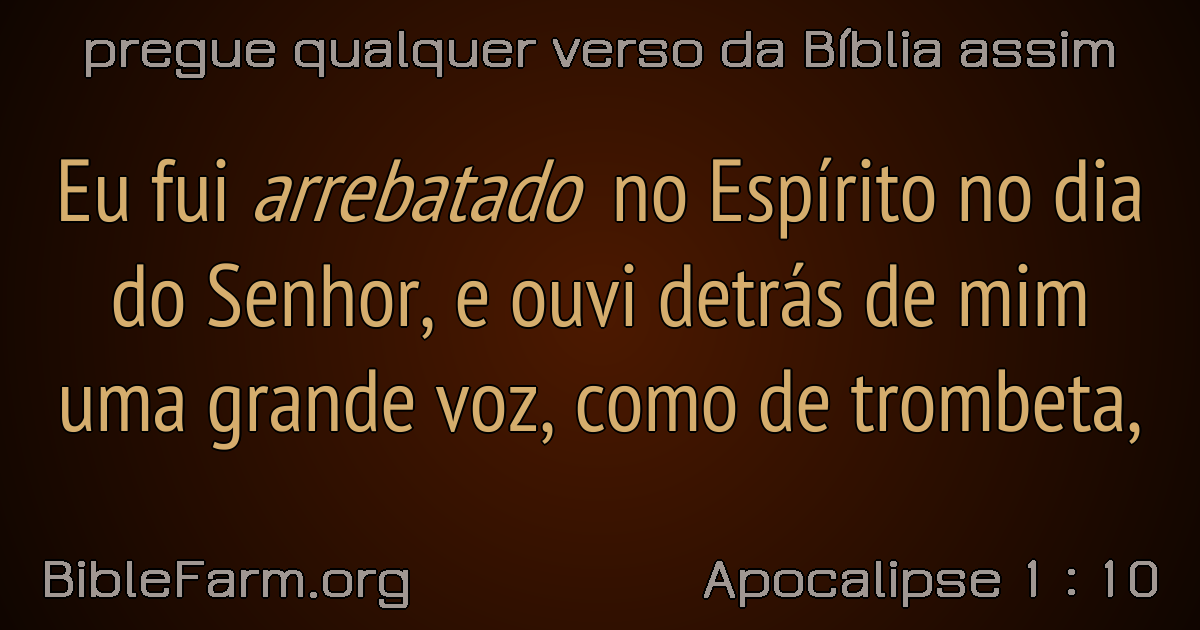 pregue qualquer verso da Bíblia assim
Eu fui arrebatado no Espírito no dia
do Senhor, e ouvi detrás de mim
uma grande voz, como de trombeta,
BibleFarm.org
Apocalipse 1 : 10